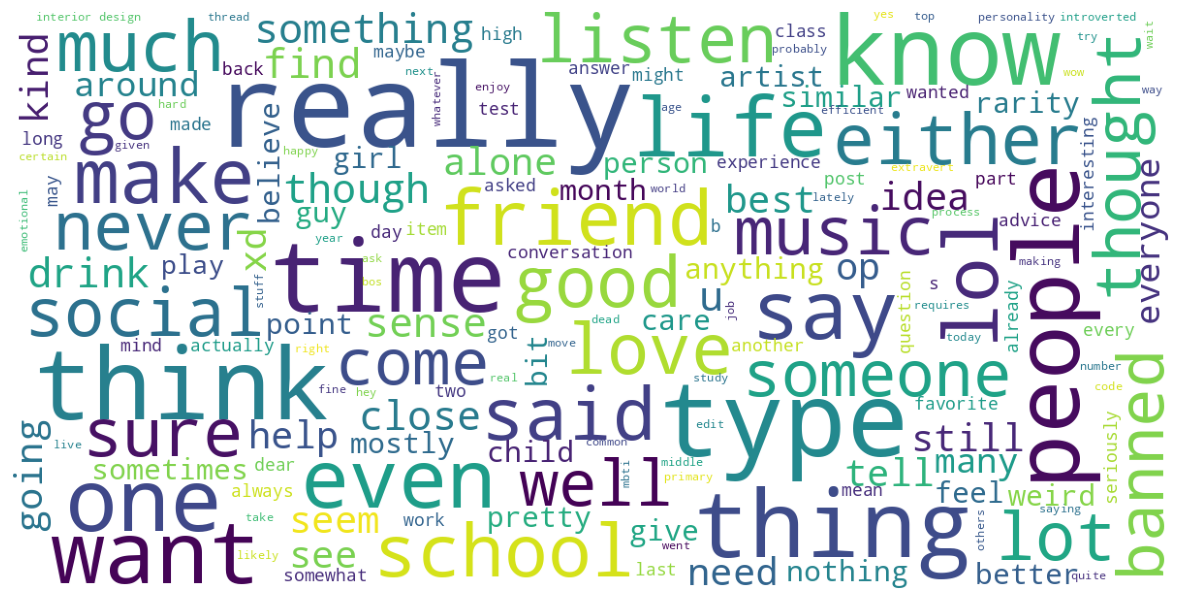 interior design
thread
something
high
listen
class
yes
top
personality
introverted
much
kind
maybe
probably
know
try
wait
around
back
find
next
answer
might
artist
wow
really
whatever
enjoy
test
life
age
similar
wanted
rarity
way
thought
go
hard
made
long
given
believe
efficient
either
interesting
certain
make
happy
girl
alone
person
experience
extravert
people
everyone
may
though
asked
month
world
best
post
lately
idea
part
emotional
never
guy
friend
music
process
advice
xd
year
day
item
b
lol
making
drink
play
stuff
time
ask
bos
conversation
good
anything
op
social
point
sense
dead
u
job
say
s
requires
question
care
today
already
every
mind
actually
right
come
got
move
bit
love
another
number
think
fine
hey
two
real
study
someone
favorite
code
banned
sure
help
close
said
type
edit
still
live
mostly
child
common
seriously
going
sometimes
dear
even
well
mbti
middle
primary
tell
many
one
always
mean
feel
weird
saying
take
seem
work
pretty
give
thing
others
lot
want
likely
see
school
went
last
need
nothing
better
quite
somewhat